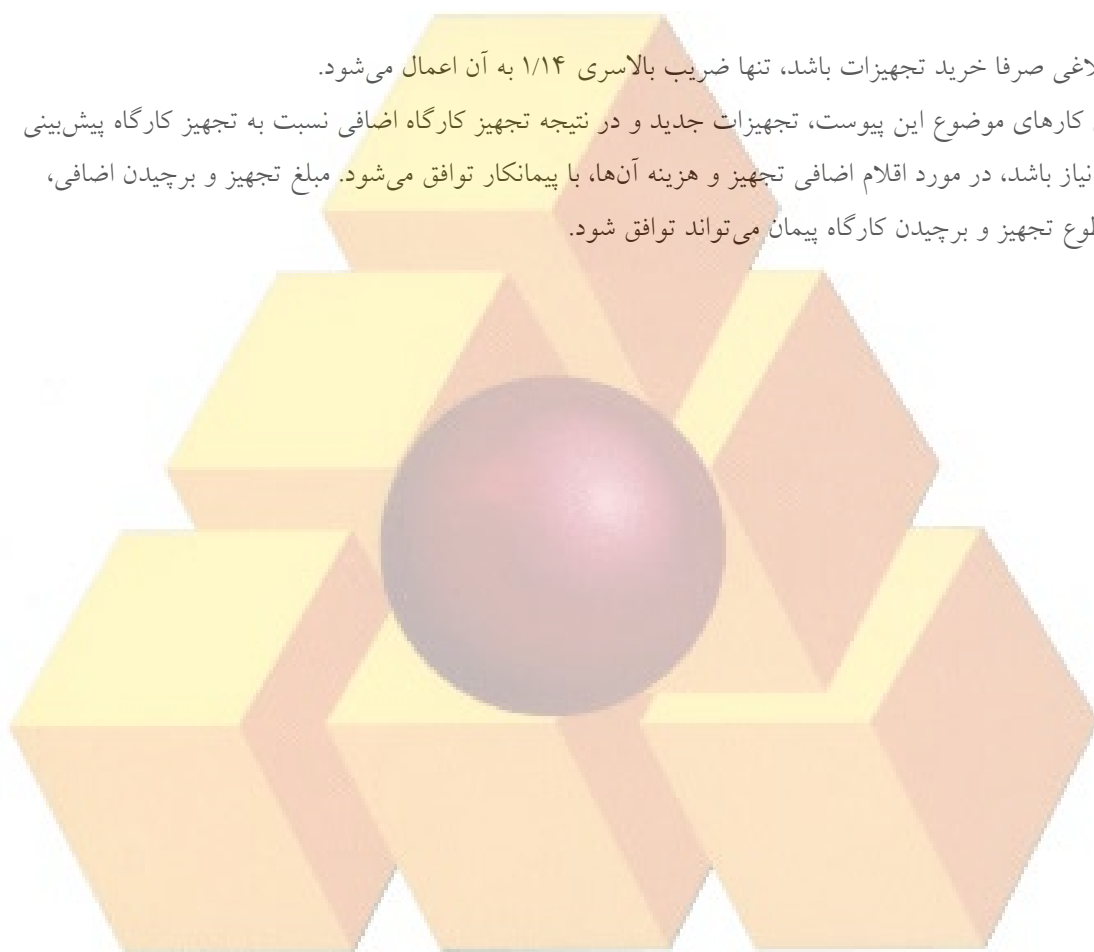 صرفا خرید تجهیزات باشد، تنها ضریب بالاسری ۱/۱۴ به آن اعمال می‌شود.
کارهای موضوع این پیوست، تجهیزات جدید و در نتیجه تجهیز کارگاه اضافی نسبت به تجهیز کارگاه پیش‌بینی
نیاز باشد، در مورد اقلام اضافی تجهیز و هزینه آن‌ها، با پیمانکار توافق می‌شود. مبلغ تجهیز و برچیدن اضافی،
تجهیز و برچیدن کارگاه پیمان می‌تواند توافق شود.